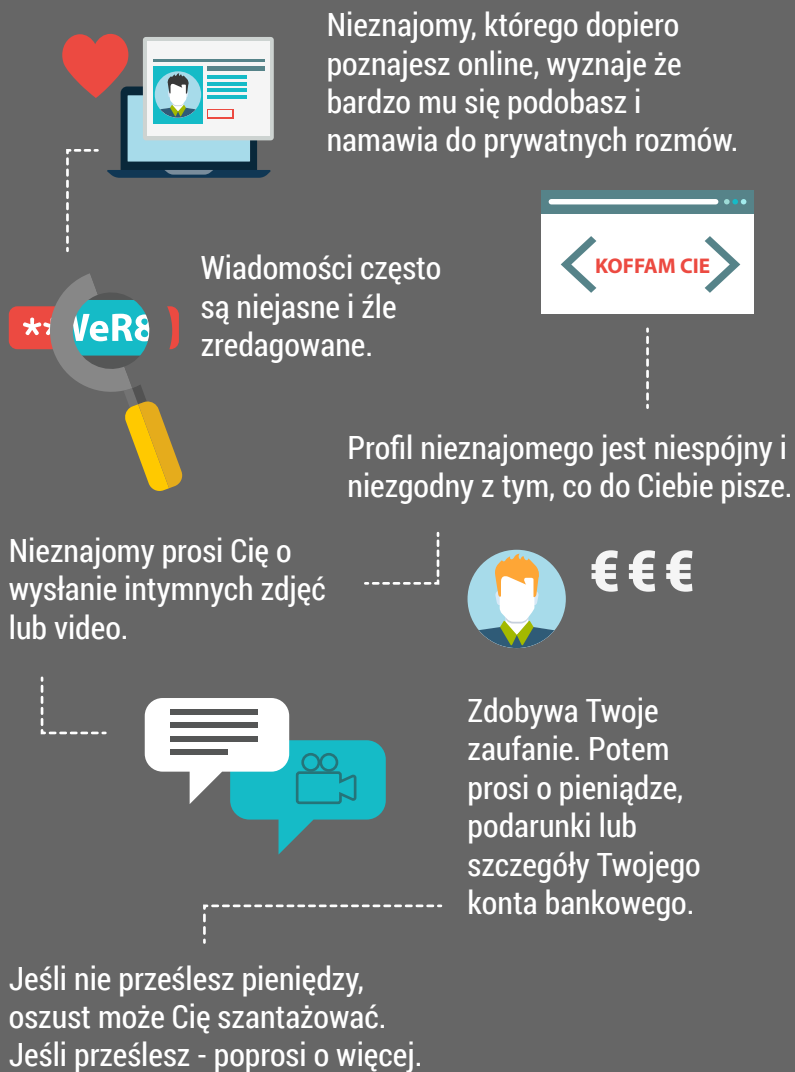 Nieznajomy, którego dopiero
poznajesz online, wyznaje że
bardzo mu się podobasz i
namawia do prywatnych rozmów.
Wiadomości często
są niejasne i źle
zredagowane.
KOFFAM CIE
**WeR8
Profil nieznajomego jest niespójny i
niezgodny z tym, co do Ciebie pisze.
Nieznajomy prosi Cię o
wysłanie intymnych zdjęć
lub video.
€ € €
Zdobywa Twoje
zaufanie. Potem
prosi o pieniądze,
podarunki lub
szczegóły Twojego
konta bankowego.
Jeśli nie prześlesz pieniędzy,
oszust może Cię szantażować.
Jeśli prześlesz - poprosi o więcej.